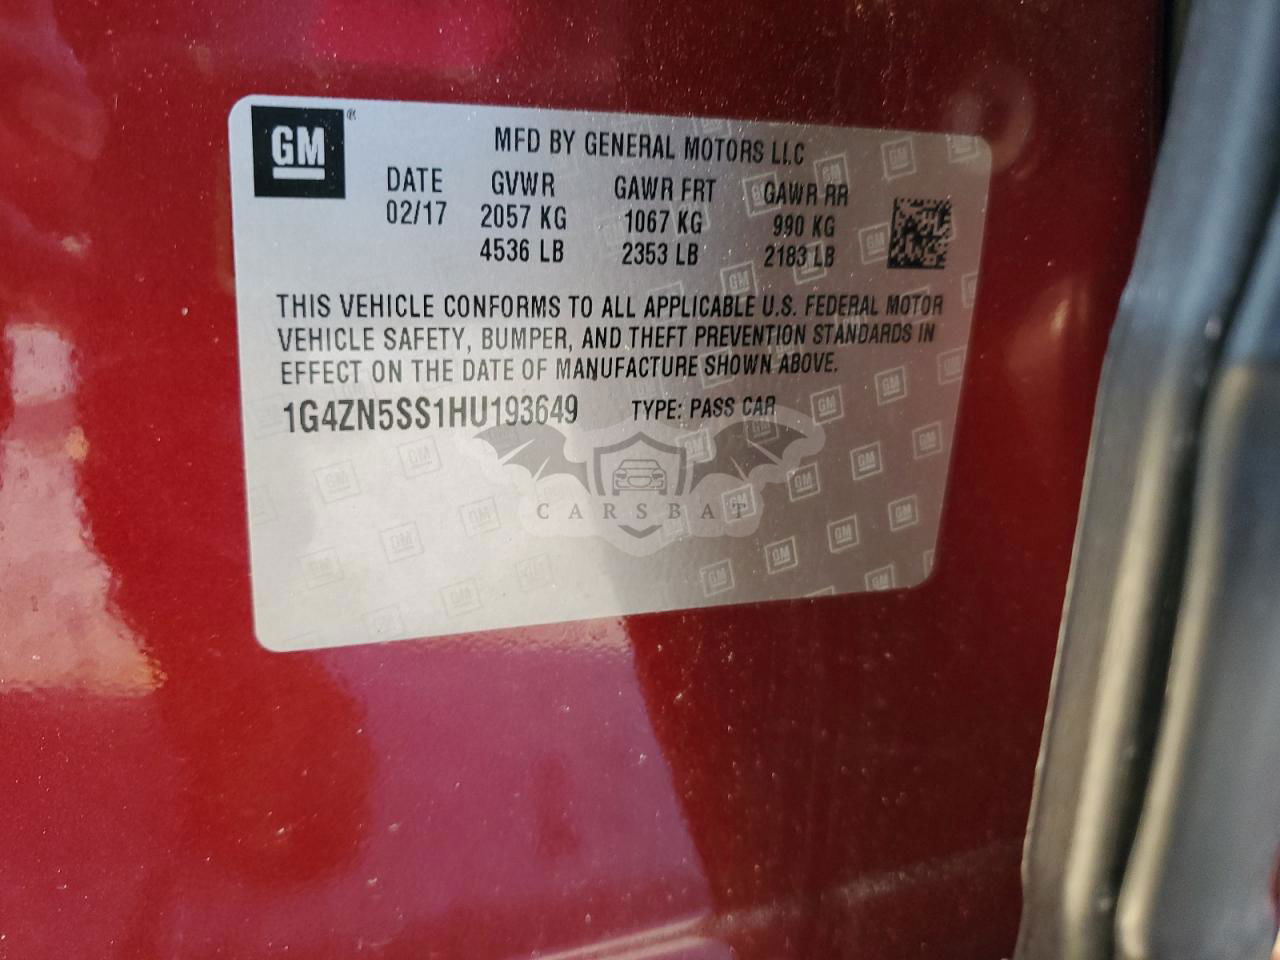 GM®
MFD BY GENERAL MOTORS LLC
DATE GVWR GAWR FRT GAWR RR
02/17 2057 KG 1067 KG 990 KG
4536 LB 2353 LB 2183 LB
THIS VEHICLE CONFORMS TO ALL APPLICABLE U.S. FEDERAL MOTOR
VEHICLE SAFETY, BUMPER, AND THEFT PREVENTION STANDARDS IN
EFFECT ON THE DATE OF MANUFACTURE SHOWN ABOVE.
1G4ZN5SS1HU193649 TYPE: PASS CAR
CARSBAT